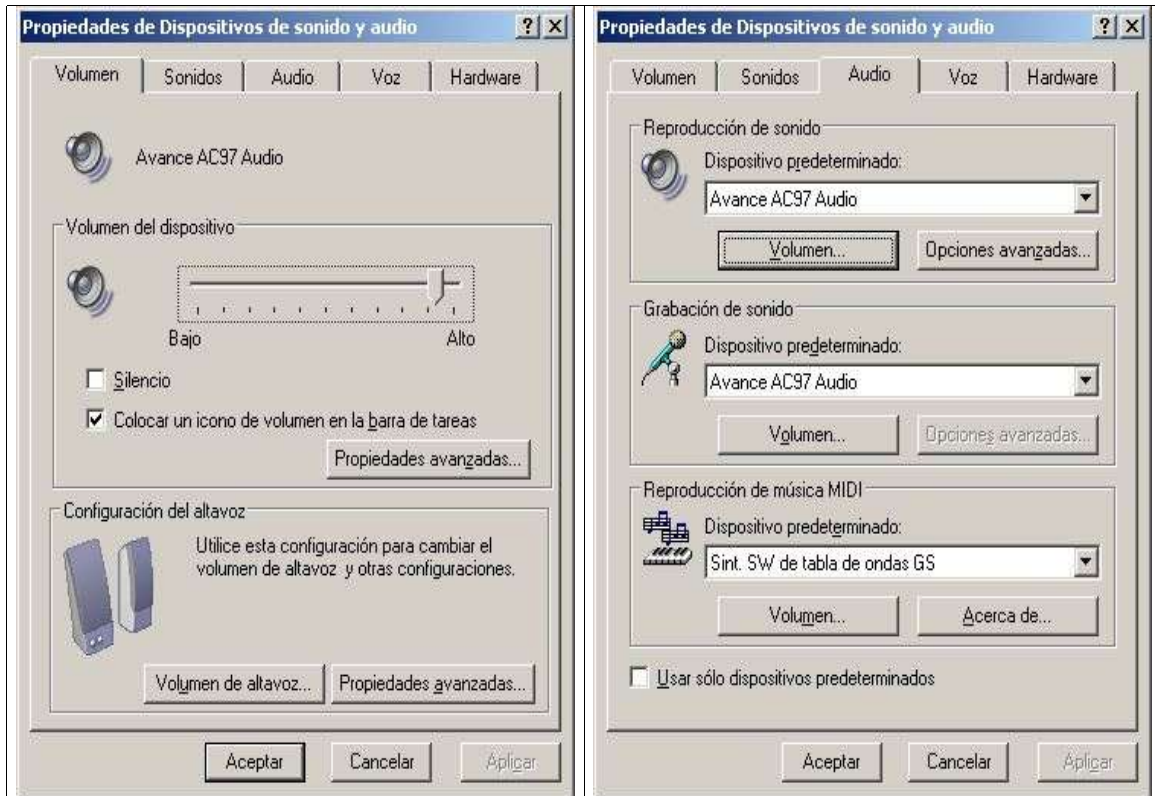 Propiedades de Dispositivos de sonido y audio
Volumen
Sonidos
Audio
Voz
Hardware
Avance AC97 Audio
Volumen del dispositivo
Bajo
Alto
Silencio
Colocar un icono de volumen en la barra de tareas
Propiedades avanzadas...
Configuración del altavoz
Utilice esta configuración para cambiar el
volumen de altavoz y otras configuraciones.
Volumen de altavoz...
Propiedades avanzadas...
Aceptar
Cancelar
Aplicar
Propiedades de Dispositivos de sonido y audio
Volumen
Sonidos
Audio
Voz
Hardware
Reproducción de sonido
Dispositivo predeterminado:
Avance AC97 Audio
Volumen...
Opciones avanzadas...
Grabación de sonido
Dispositivo predeterminado:
Avance AC97 Audio
Volumen...
Opciones avanzadas...
Reproducción de música MIDI
Dispositivo predeterminado:
Sint. SW de tabla de ondas GS
Volumen...
Acerca de...
Usar sólo dispositivos predeterminados
Aceptar
Cancelar
Aplicar